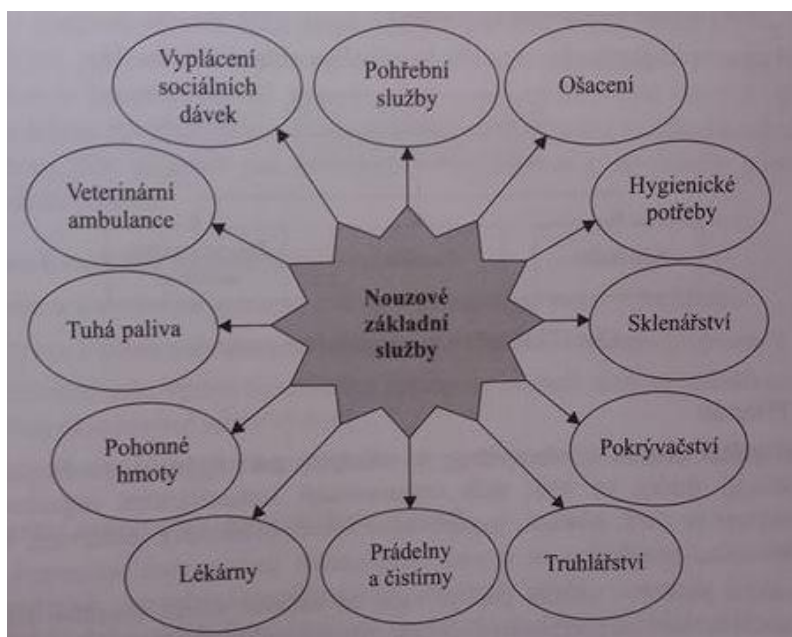 Vyplácení
sociálních
dávek
Pohřební
služby
Ošacení
Veterinární
ambulance
Hygienické
potřeby
Nouzové
základní
služby
Tuhá paliva
Sklenářství
Pohonné
hmoty
Pokrývačství
Lékárny
Prádelny
a čistírny
Truhlářství